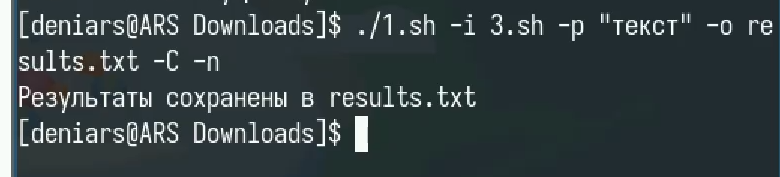 [deniars@ARS Downloads]$ ./1.sh -i 3.sh -p "текст" -o re
sults.txt -C -n
Результаты сохранены в results.txt
[deniars@ARS Downloads]$